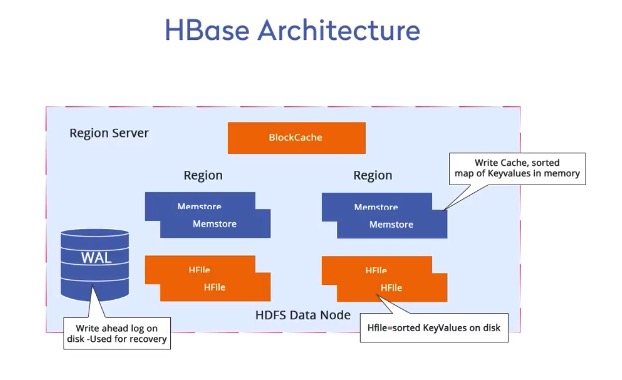 HBase Architecture
Region Server
BlockCache
Write Cache, sorted
map of Keyvalues in memory
Region
Region
Memstore
Memstore
Memstore
Memstore
WAL
HFIle
HFIle
HFIle
HFIle
HDFS Data Node
Write ahead log on
disk -Used for recovery
Hfile=sorted KeyValues on disk